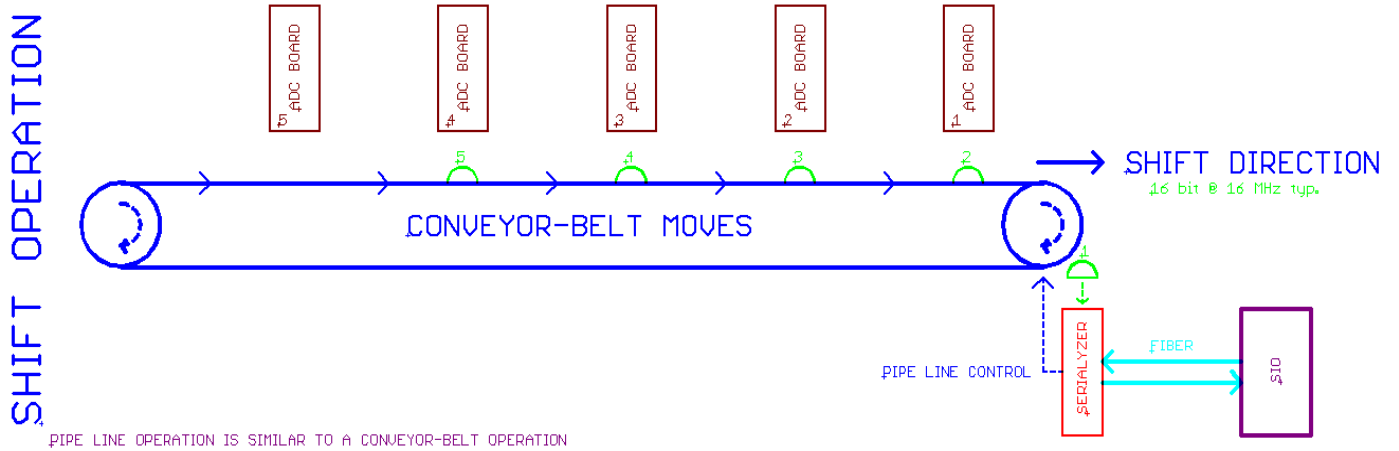 SHIFT OPERATION
ADC BOARD
5
ADC BOARD
4
ADC BOARD
3
ADC BOARD
2
ADC BOARD
1
5
4
3
2
SHIFT DIRECTION
16 bit @ 16 MHz typ.
CONVEYOR-BELT MOVES
1
SERIALYZER
FIBER
SIO
PIPE LINE CONTROL
PIPE LINE OPERATION IS SIMILAR TO A CONVEYOR-BELT OPERATION